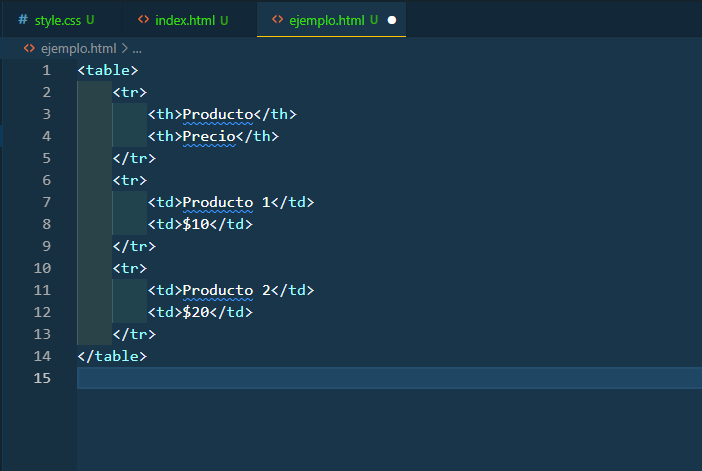 # style.css U <> index.html U <> ejemplo.html U
<> ejemplo.html > ...
1 <table>
2 <tr>
3 <th>Producto</th>
4 <th>Precio</th>
5 </tr>
6 <tr>
7 <td>Producto 1</td>
8 <td>$10</td>
9 </tr>
10 <tr>
11 <td>Producto 2</td>
12 <td>$20</td>
13 </tr>
14 </table>
15